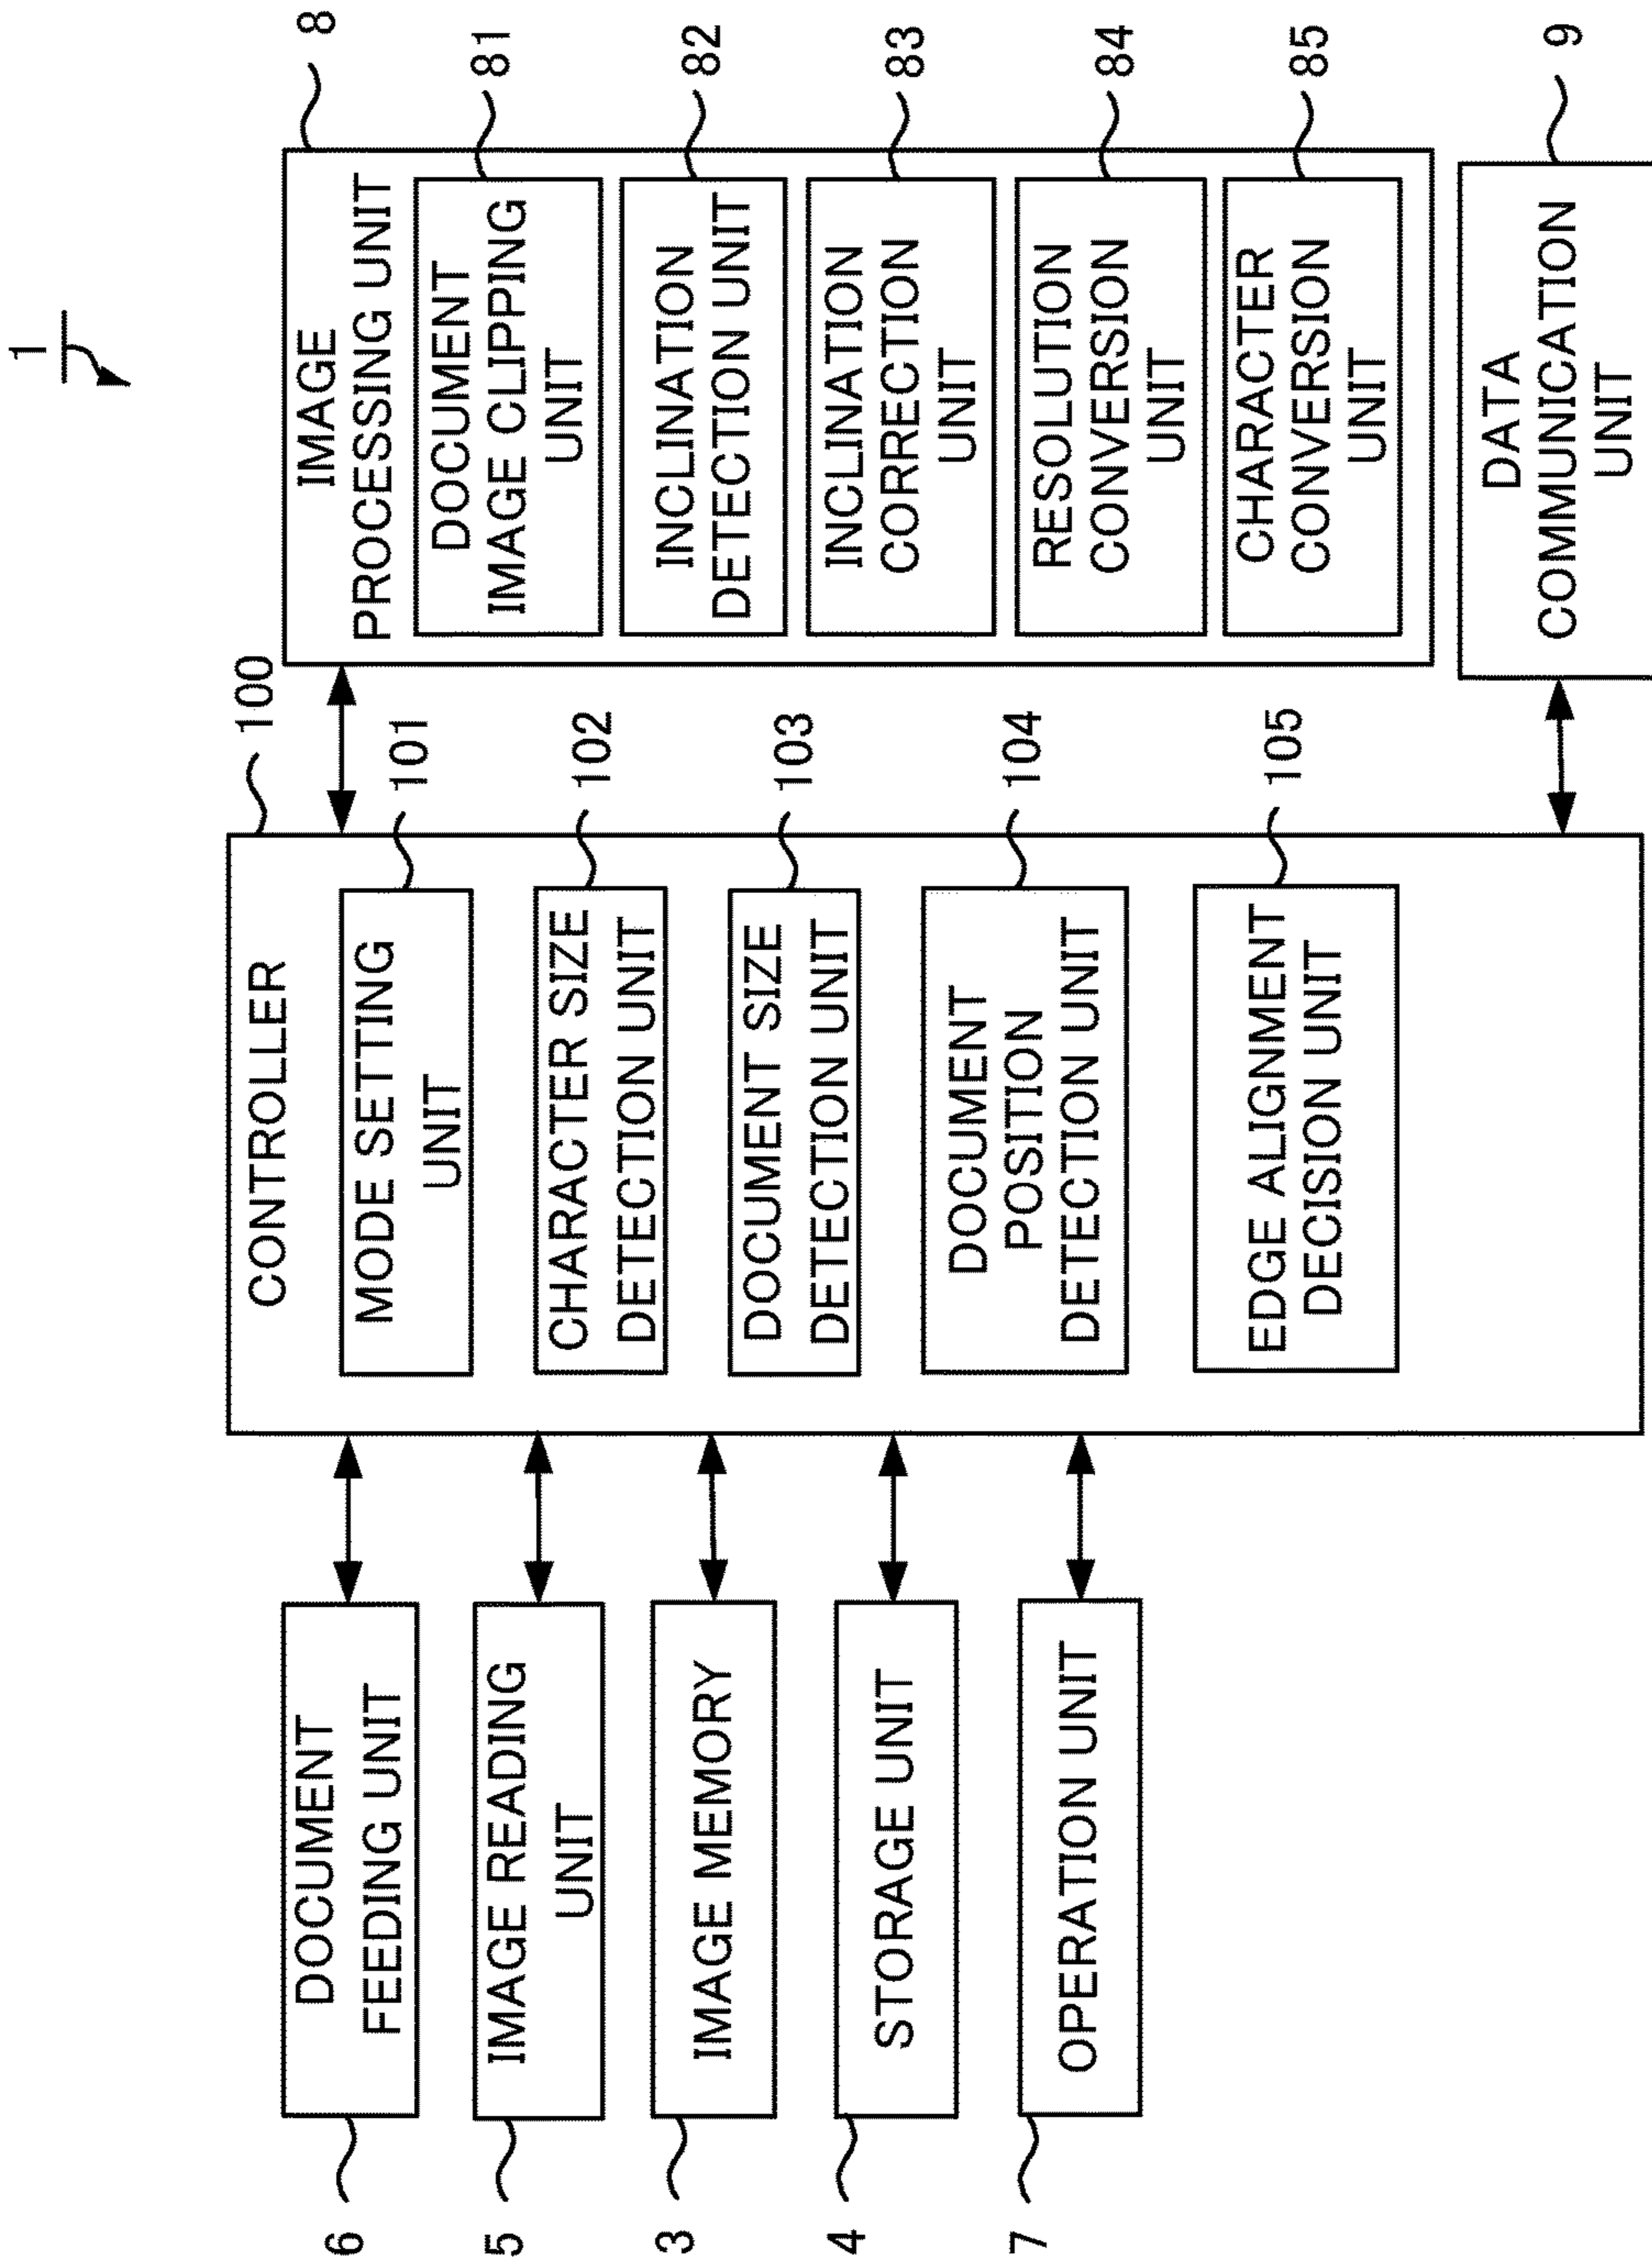 1
DOCUMENT
FEEDING UNIT
6
IMAGE READING
UNIT
5
IMAGE MEMORY
3
STORAGE UNIT
4
OPERATION UNIT
7
CONTROLLER
100
MODE SETTING
UNIT
101
CHARACTER SIZE
DETECTION UNIT
102
DOCUMENT SIZE
DETECTION UNIT
103
DOCUMENT
POSITION
DETECTION UNIT
104
EDGE ALIGNMENT
DECISION UNIT
105
IMAGE
PROCESSING UNIT
8
DOCUMENT
IMAGE CLIPPING
UNIT
81
INCLINATION
DETECTION UNIT
82
INCLINATION
CORRECTION
UNIT
83
RESOLUTION
CONVERSION
UNIT
84
CHARACTER
CONVERSION
UNIT
85
DATA
COMMUNICATION
UNIT
9